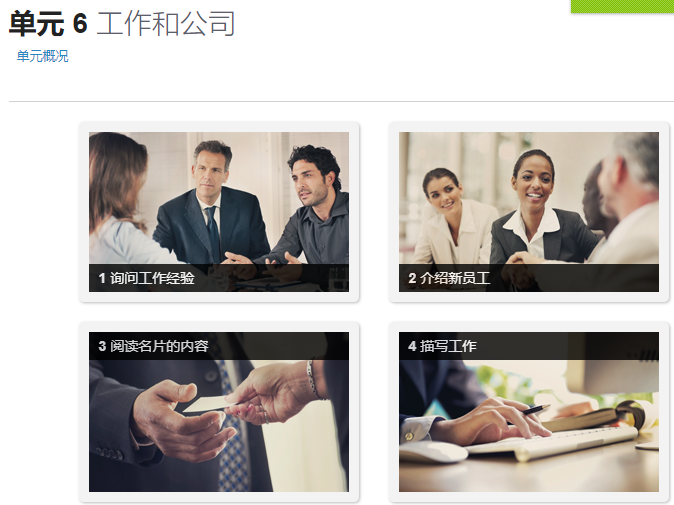 单元 6 工作和公司
单元概况
1 询问工作经验
2 介绍新员工
3 阅读名片的内容
4 描写工作